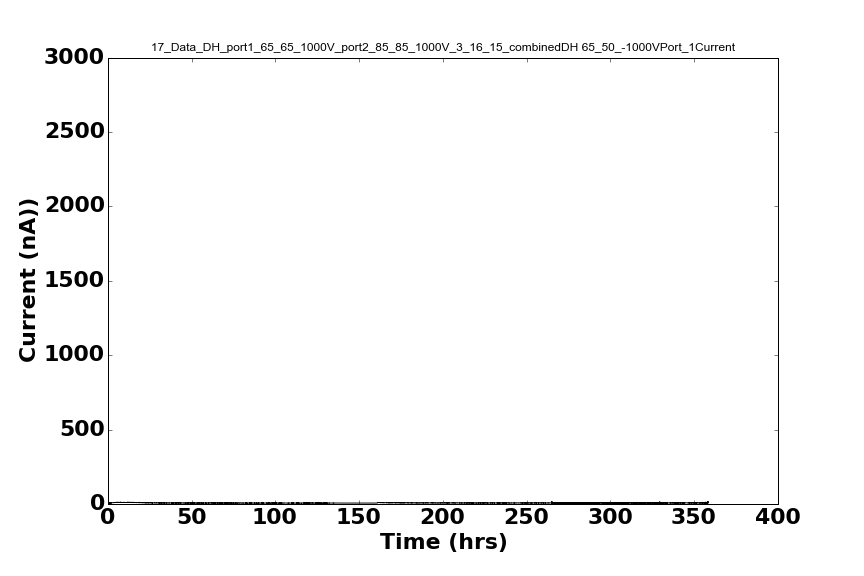 17_Data_DH_port1_65_65_1000V_port2_85_85_1000V_3_16_15_combinedDH 65_50_-1000VPort_1Current
3000
2500
2000
1500
1000
500
0
Current (nA))
0 50 100 150 200 250 300 350 400
Time (hrs)